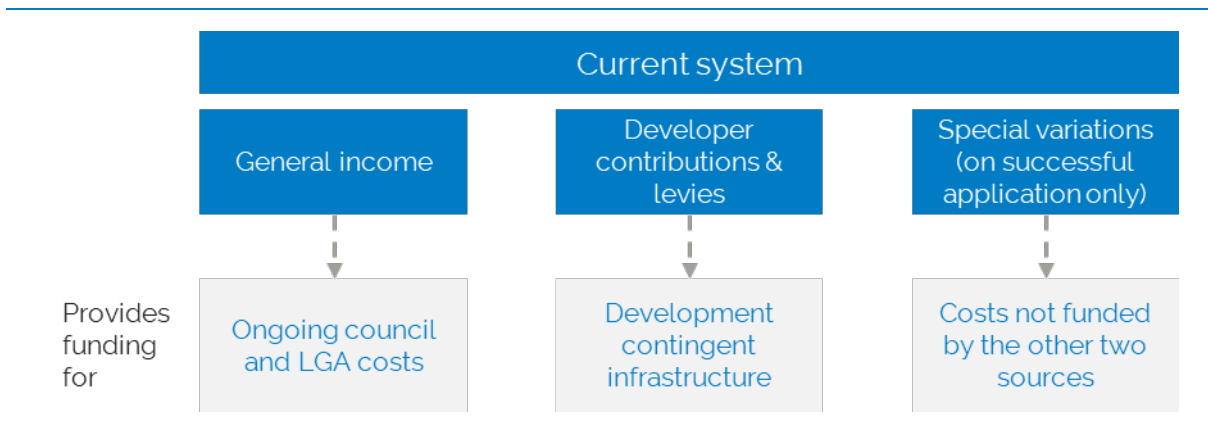 Current system
General income
Developer
contributions &
levies
Special variations
(on successful
application only)
Provides
funding
for
Ongoing council
and LGA costs
Development
contingent
infrastructure
Costs not funded
by the other two
sources